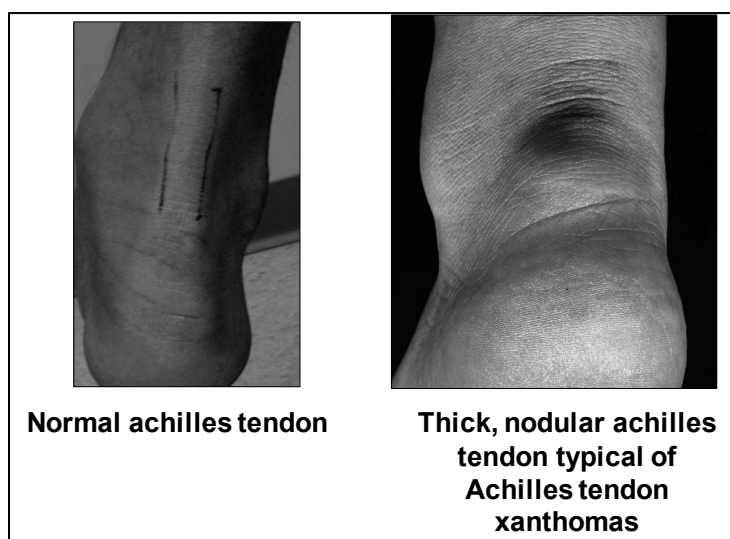 Normal achilles tendon
Thick, nodular achilles
tendon typical of
Achilles tendon
xanthomas